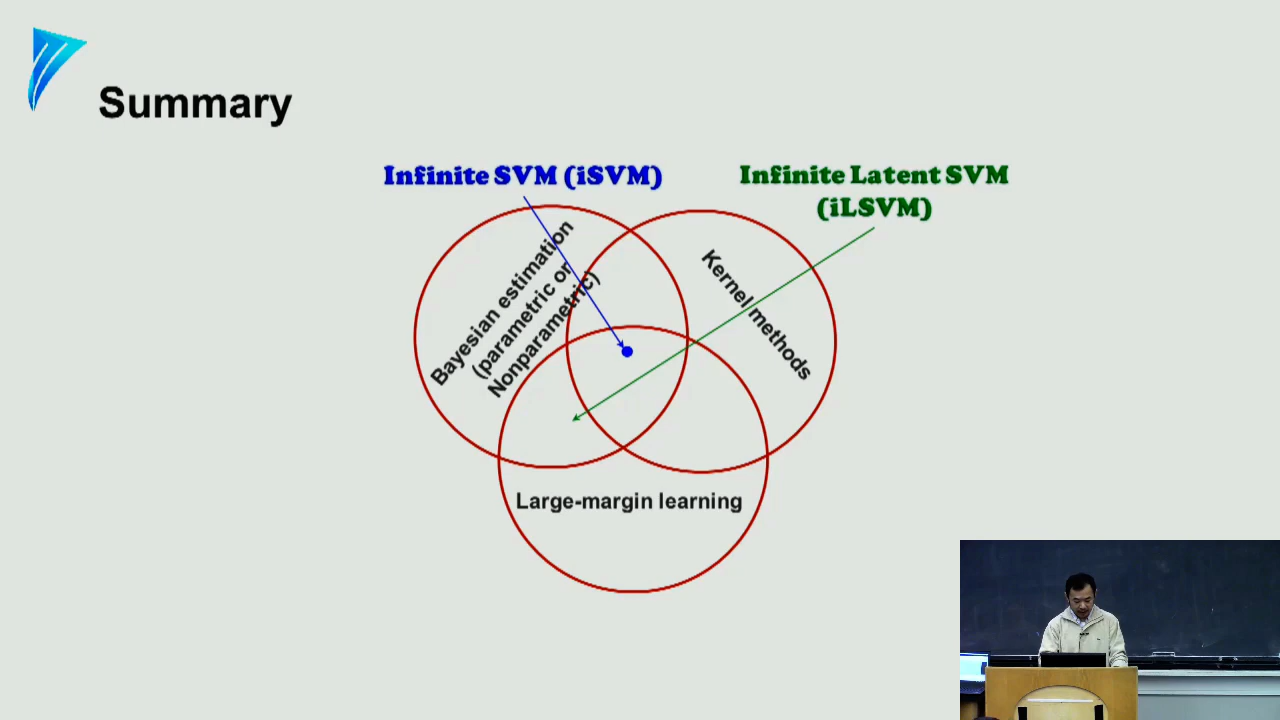 Summary
Infinite SVM (iSVM)
Infinite Latent SVM
(iLSVM)
Bayesian estimation
(parametric or
Nonparametric)
Kernel methods
Large-margin learning